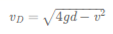 v_D = \sqrt{4gd - v^2}